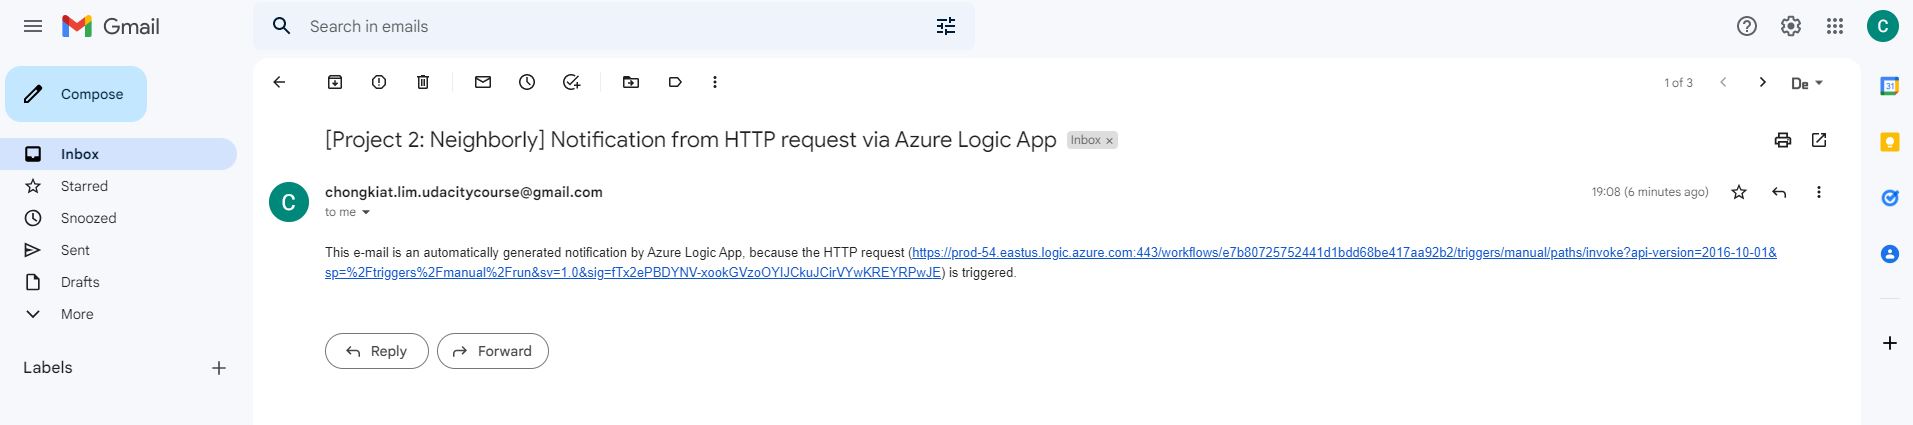 Gmail
Search in emails
C
Compose
1 of 3
De
31
Inbox
[Project 2: Neighborly] Notification from HTTP request via Azure Logic App
Inbox ×
Starred
C
chongkiat.lim.udacitycourse@gmail.com
19:08 (6 minutes ago)
to me
Snoozed
Sent
This e-mail is an automatically generated notification by Azure Logic App, because the HTTP request (https://prod-54.eastus.logic.azure.com:443/workflows/e7b80725752441d1bdd68be417aa92b2/triggers/manual/paths/invoke?api-version=2016-10-01&
sp=%2Ftriggers%2Fmanual%2Frun&sv=1.0&sig=fTx2ePBDYNV-xookGVzoOYIJCkuJCirVYwKREYRPwJE) is triggered.
Drafts
More
Reply
Forward
Labels